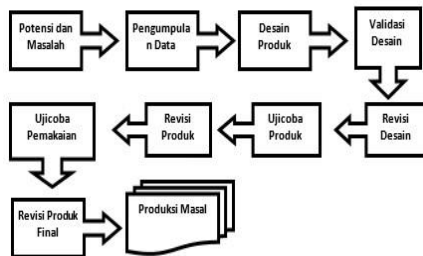 Potensi dan
Masalah
Pengumpula
n Data
Desain
Produk
Validasi
Desain
Revisi
Desain
Ujicoba
Produk
Revisi
Produk
Ujicoba
Pemakaian
Revisi Produk
Final
Produksi Masal